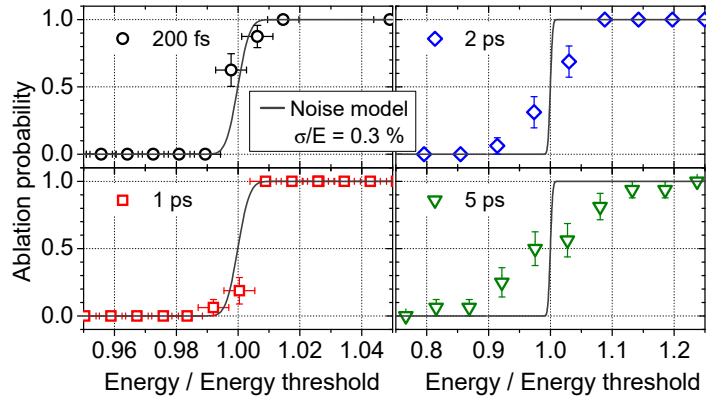 200 fs
2 ps
Noise model
σ/E = 0.3 %
1 ps
5 ps
Ablation probability
1.0
0.5
0.0
1.0
0.5
0.0
0.96 0.98 1.00 1.02 1.04
0.8 0.9 1.0 1.1 1.2
Energy / Energy threshold
Energy / Energy threshold